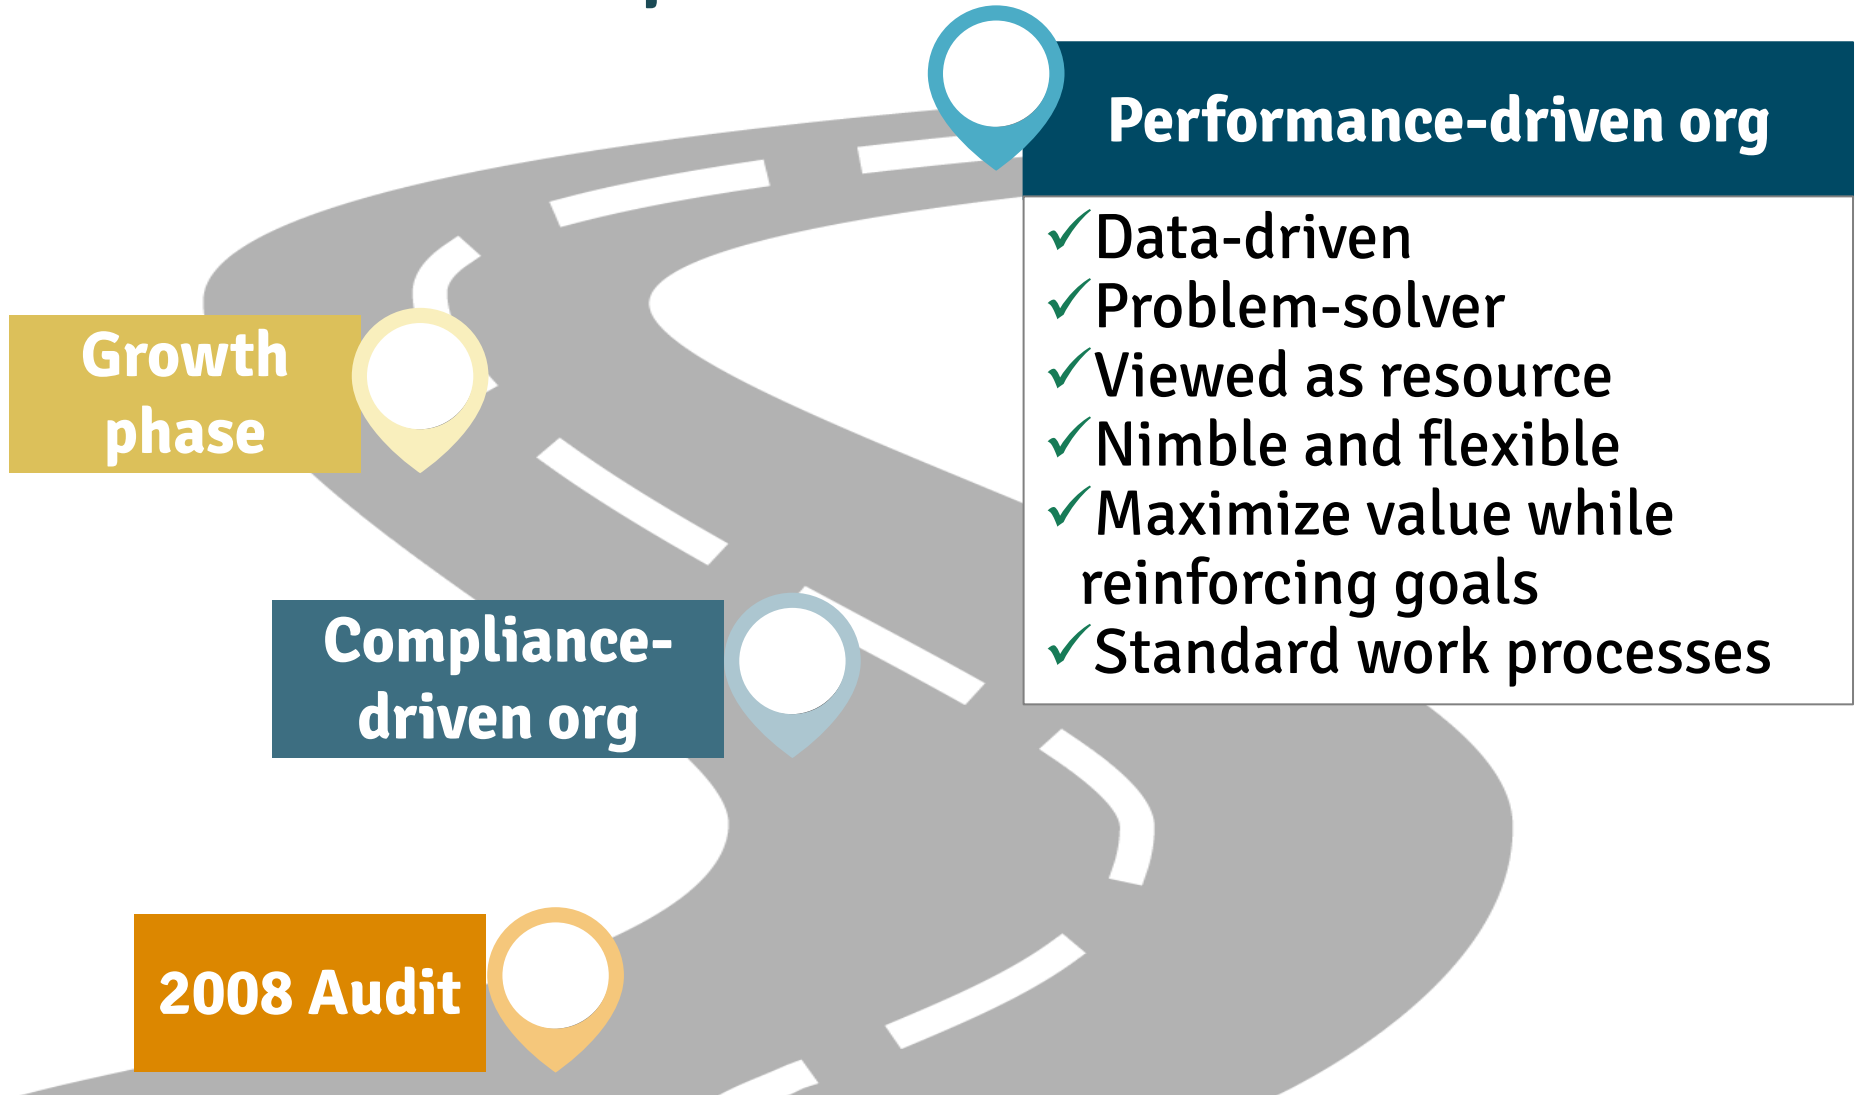 Performance-driven org
✓Data-driven
✓Problem-solver
✓Viewed as resource
✓Nimble and flexible
✓Maximize value while
reinforcing goals
✓Standard work processes
Growth
phase
Compliance-
driven org
2008 Audit